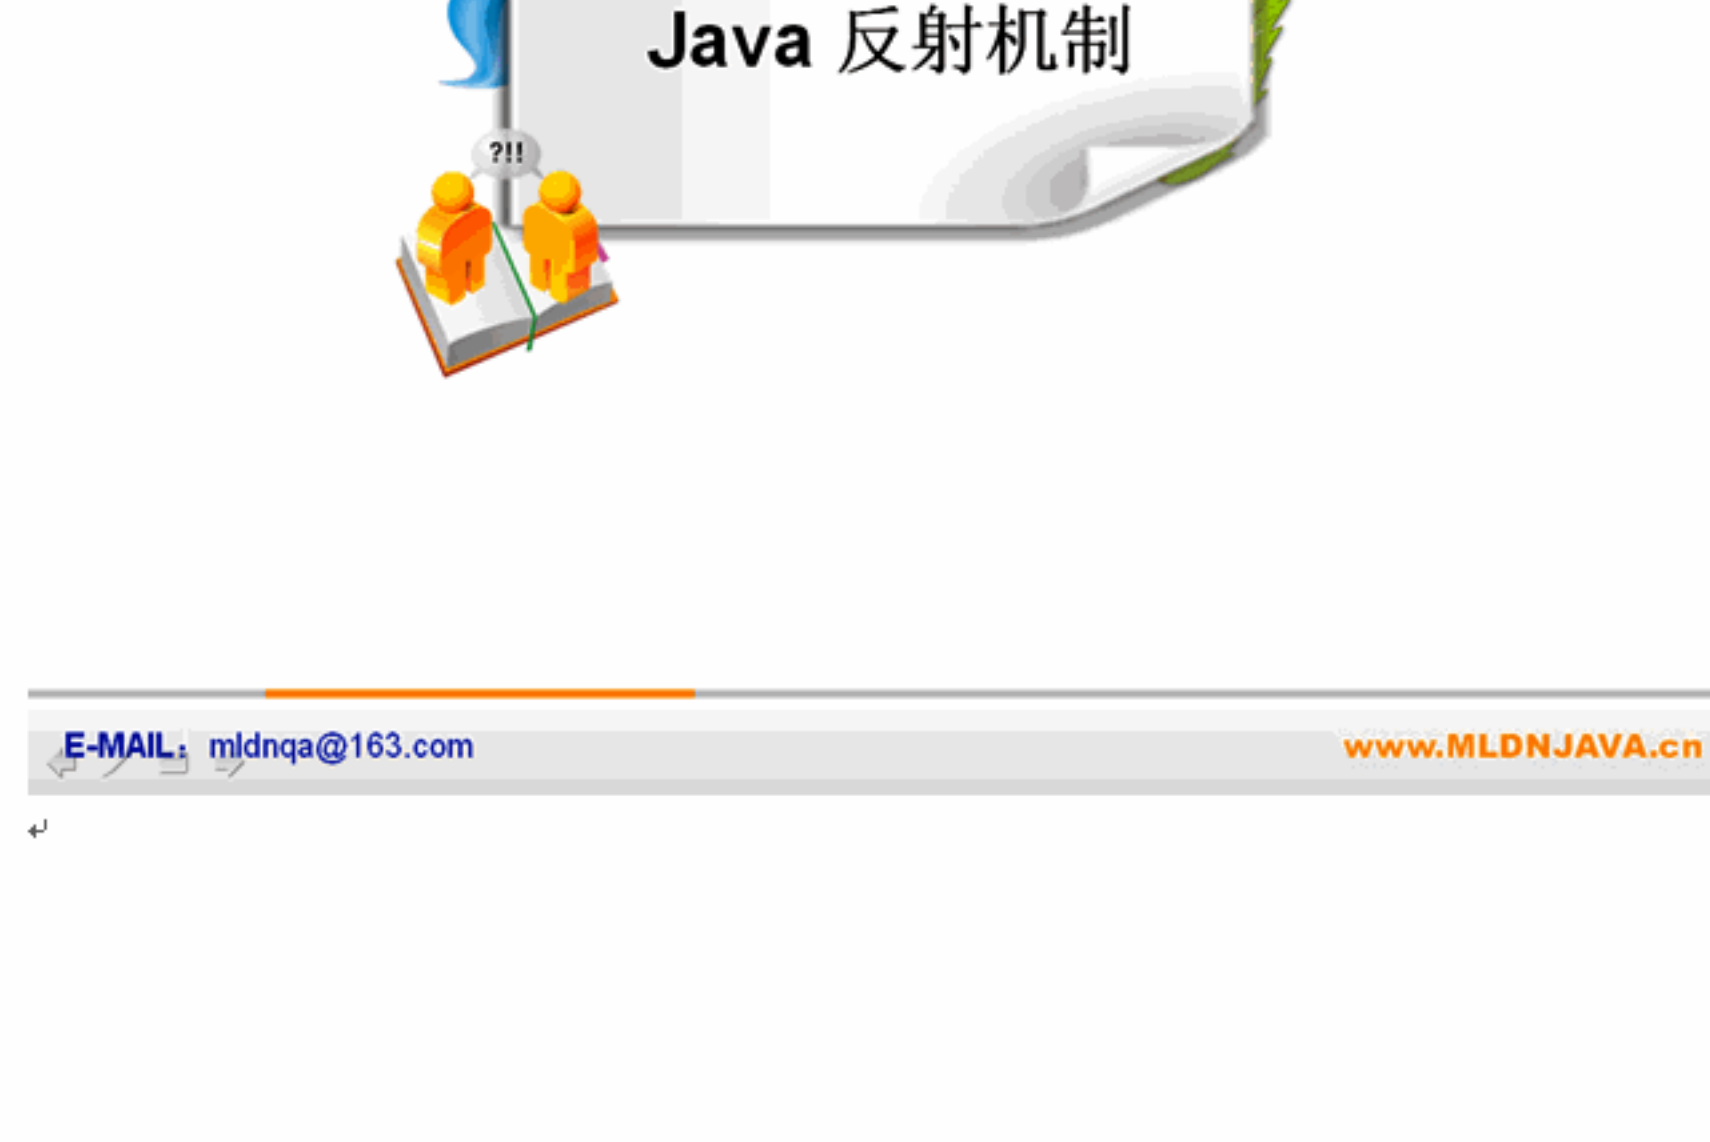 Java 反射机制
?!!
E-MAIL：mldnqa@163.com
www.MLDNJAVA.cn